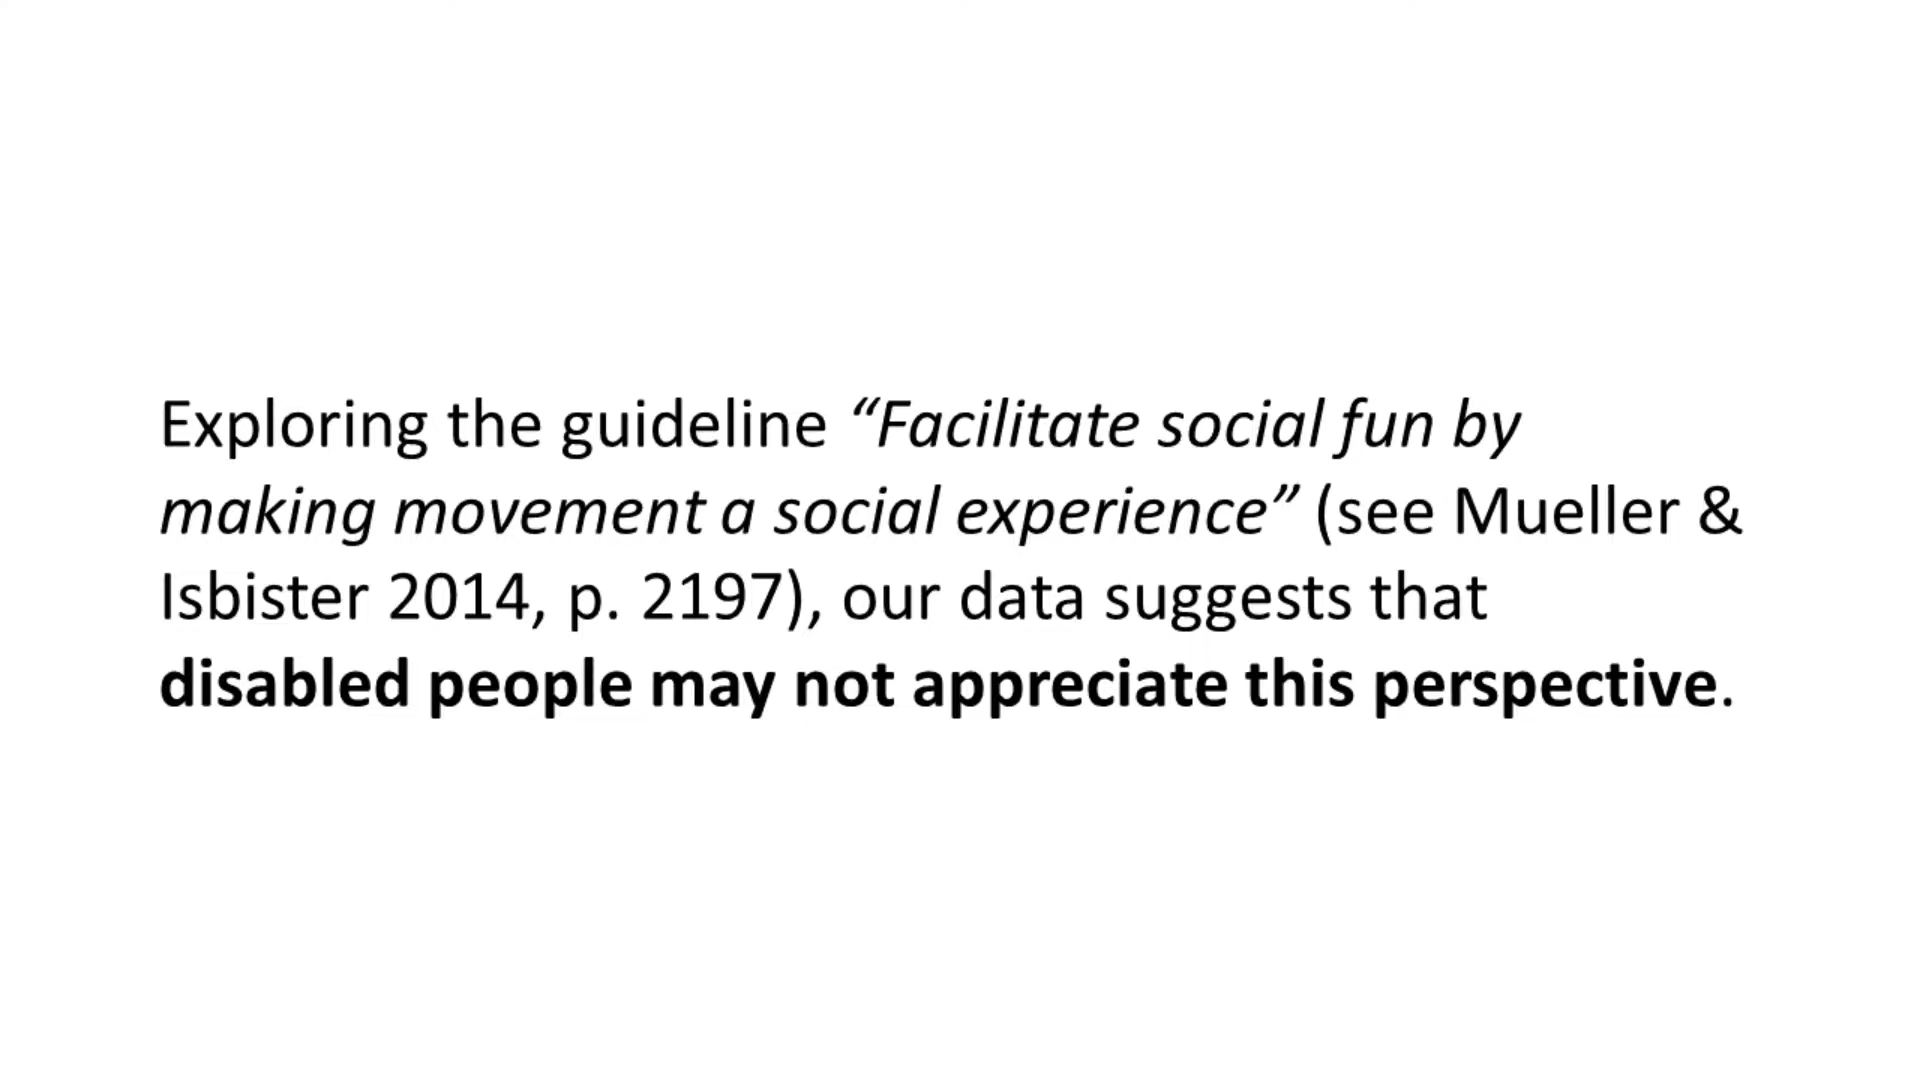 Exploring the guideline “Facilitate social fun by
making movement a social experience” (see Mueller &
Isbister 2014, p. 2197), our data suggests that
disabled people may not appreciate this perspective.